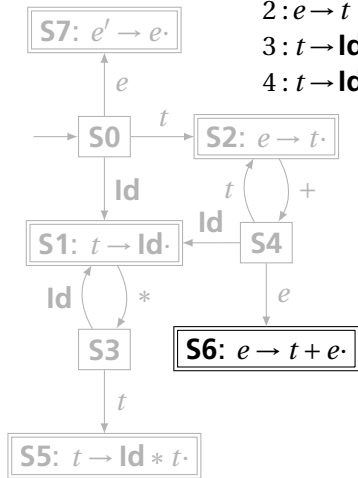 2 : e → t
3 : t → Id
4 : t → Id
S7: e′ → e·
e
S0
t
S2: e → t·
Id
t
+
S1: t → Id·
Id
S4
Id
*
e
S3
S6: e → t + e·
t
S5: t → Id * t·